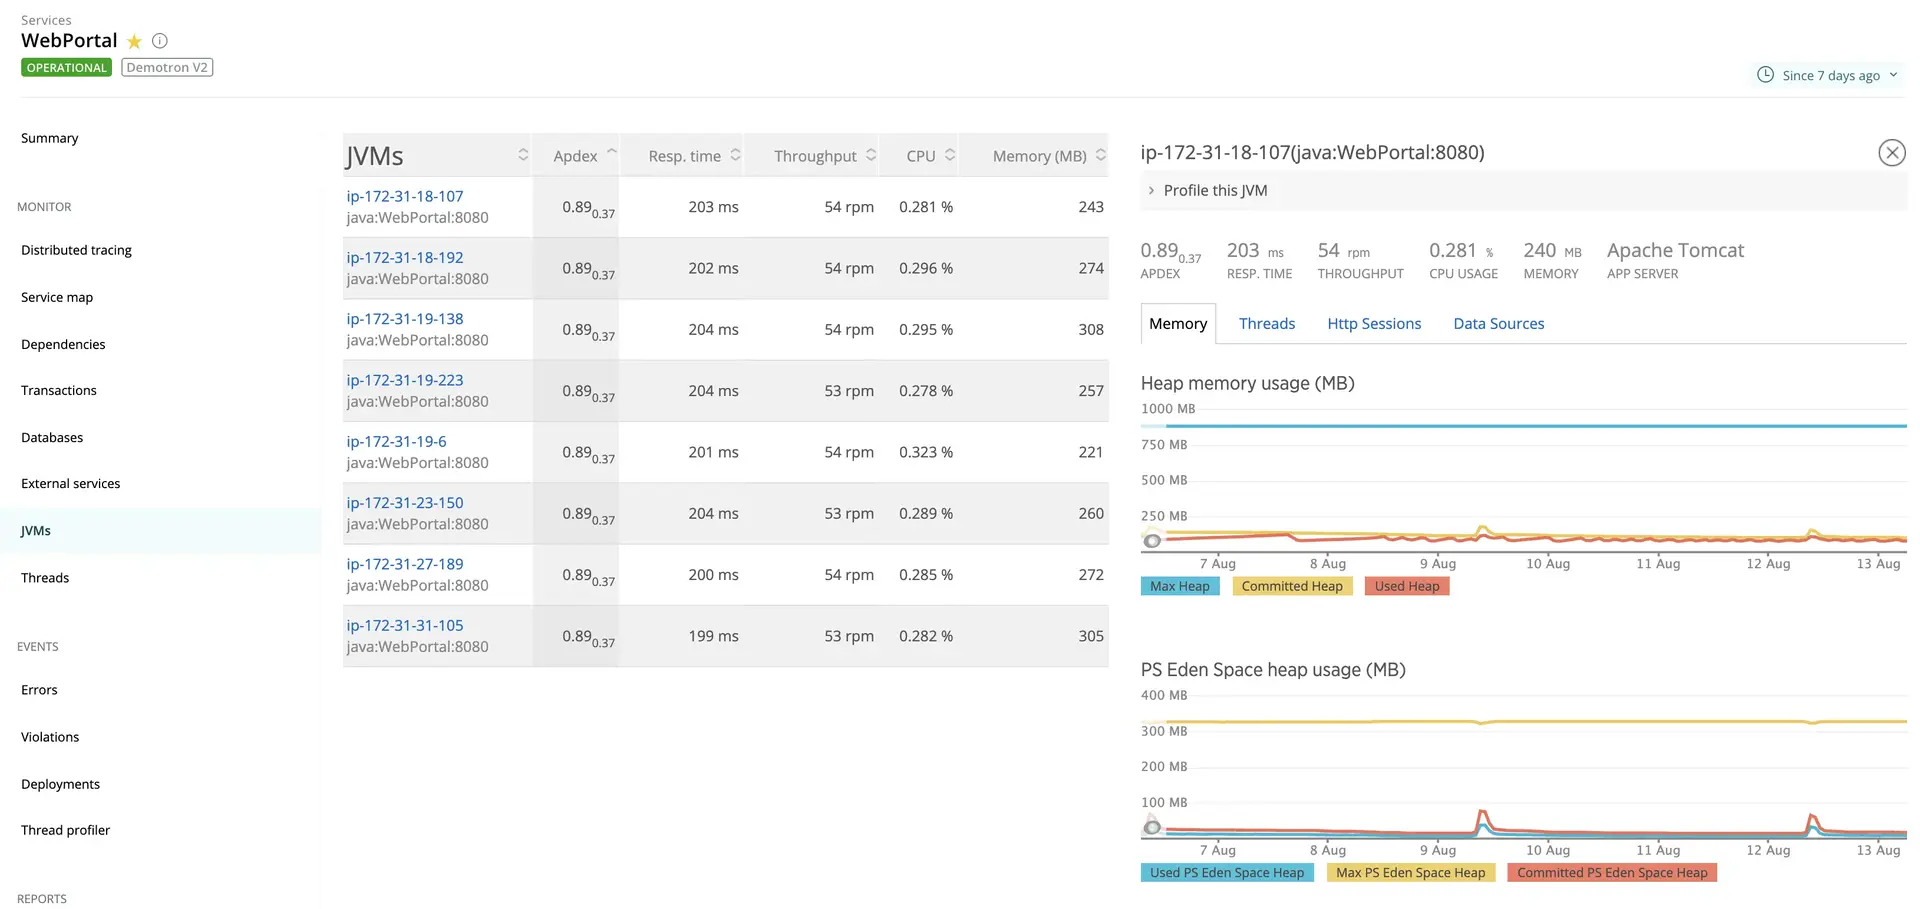 Services
WebPortal
OPERATIONAL Demotron V2
Since 7 days ago
Summary
MONITOR
Distributed tracing
Service map
Dependencies
Transactions
Databases
External services
JVMs
Threads
EVENTS
Errors
Violations
Deployments
Thread profiler
REPORTS
JVMs Apdex Resp. time Throughput CPU Memory (MB)
ip-172-31-18-107
java:WebPortal:8080 0.89 0.37 203 ms 54 rpm 0.281 % 243
ip-172-31-18-192
java:WebPortal:8080 0.89 0.37 202 ms 54 rpm 0.296 % 274
ip-172-31-19-138
java:WebPortal:8080 0.89 0.37 204 ms 54 rpm 0.295 % 308
ip-172-31-19-223
java:WebPortal:8080 0.89 0.37 204 ms 53 rpm 0.278 % 257
ip-172-31-19-6
java:WebPortal:8080 0.89 0.37 201 ms 54 rpm 0.323 % 221
ip-172-31-23-150
java:WebPortal:8080 0.89 0.37 204 ms 53 rpm 0.289 % 260
ip-172-31-27-189
java:WebPortal:8080 0.89 0.37 200 ms 54 rpm 0.285 % 272
ip-172-31-31-105
java:WebPortal:8080 0.89 0.37 199 ms 53 rpm 0.282 % 305
ip-172-31-18-107(java:WebPortal:8080)
Profile this JVM
0.89 0.37 203 ms 54 rpm 0.281 % 240 MB Apache Tomcat
APDEX RESP. TIME THROUGHPUT CPU USAGE MEMORY APP SERVER
Memory Threads Http Sessions Data Sources
Heap memory usage (MB)
1000 MB
750 MB
500 MB
250 MB
7 Aug 8 Aug 9 Aug 10 Aug 11 Aug 12 Aug 13 Aug
Max Heap Committed Heap Used Heap
PS Eden Space heap usage (MB)
400 MB
300 MB
200 MB
100 MB
7 Aug 8 Aug 9 Aug 10 Aug 11 Aug 12 Aug 13 Aug
Used PS Eden Space Heap Max PS Eden Space Heap Committed PS Eden Space Heap